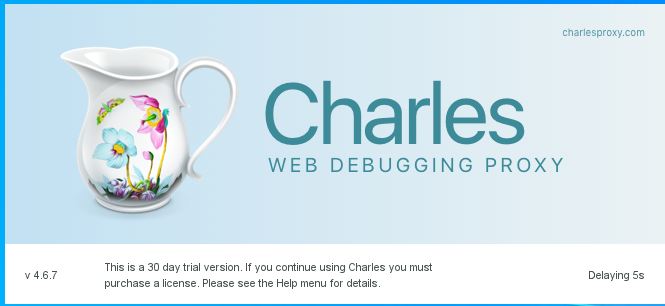 charlesproxy.com
Charles
WEB DEBUGGING PROXY
v 4.6.7
This is a 30 day trial version. If you continue using Charles you must
purchase a license. Please see the Help menu for details.
Delaying 5s